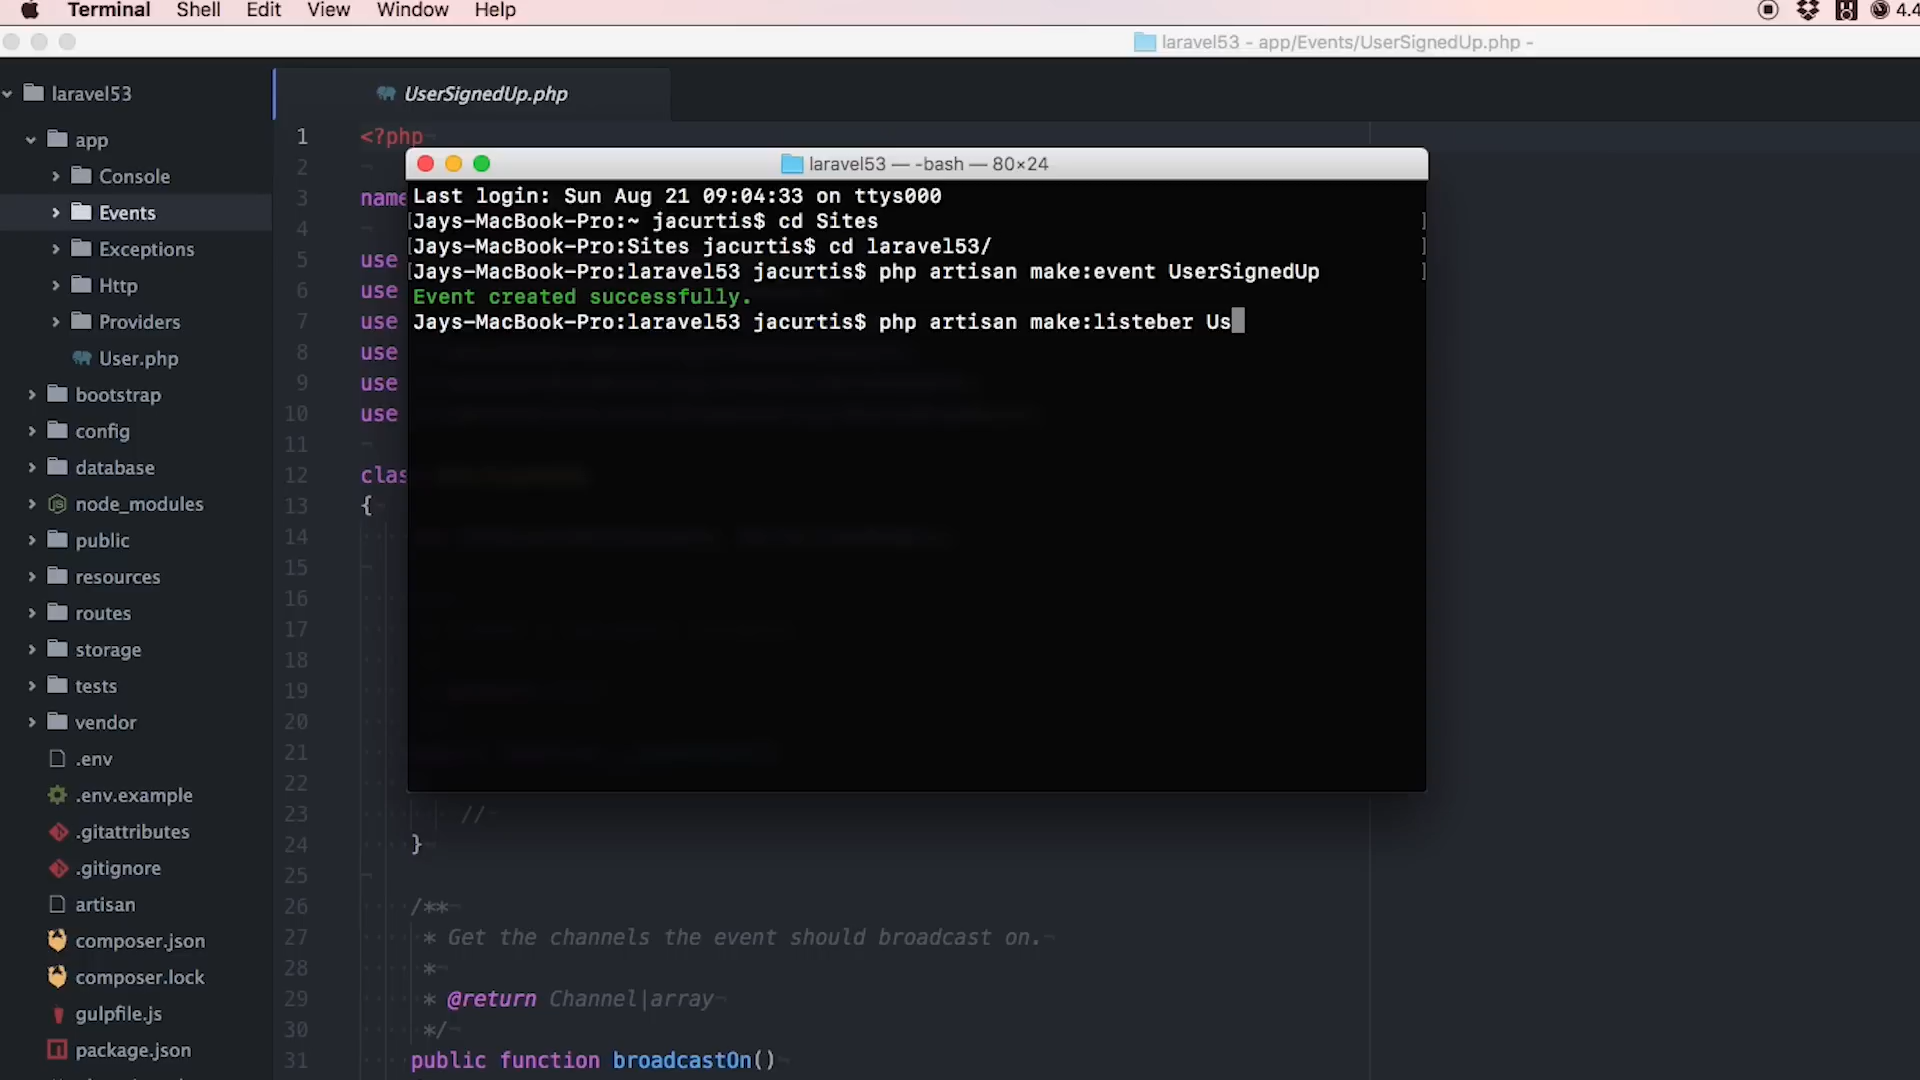 Terminal Shell Edit View Window Help 4.4
laravel53 - app/Events/UserSignedUp.php -
laravel53
app
Console
Events
Exceptions
Http
Providers
User.php
bootstrap
config
database
node_modules
public
resources
routes
storage
tests
vendor
.env
.env.example
.gitattributes
.gitignore
artisan
composer.json
composer.lock
gulpfile.js
package.json
UserSignedUp.php
1 <?php
2
3 name
4
5 use
6 use
7 use
8 use
9 use
10 use
11
12 clas
13 {
14
15
16
17
18
19
20
21
22
23 //
24 }
25
26 /**
27 * Get the channels the event should broadcast on.
28 *
29 * @return Channel|array
30 */
31 public function broadcastOn()
laravel53 — -bash — 80×24
Last login: Sun Aug 21 09:04:33 on ttys000
[Jays-MacBook-Pro:~ jacurtis$ cd Sites ]
[Jays-MacBook-Pro:Sites jacurtis$ cd laravel53/ ]
[Jays-MacBook-Pro:laravel53 jacurtis$ php artisan make:event UserSignedUp ]
Event created successfully.
Jays-MacBook-Pro:laravel53 jacurtis$ php artisan make:listeber Us